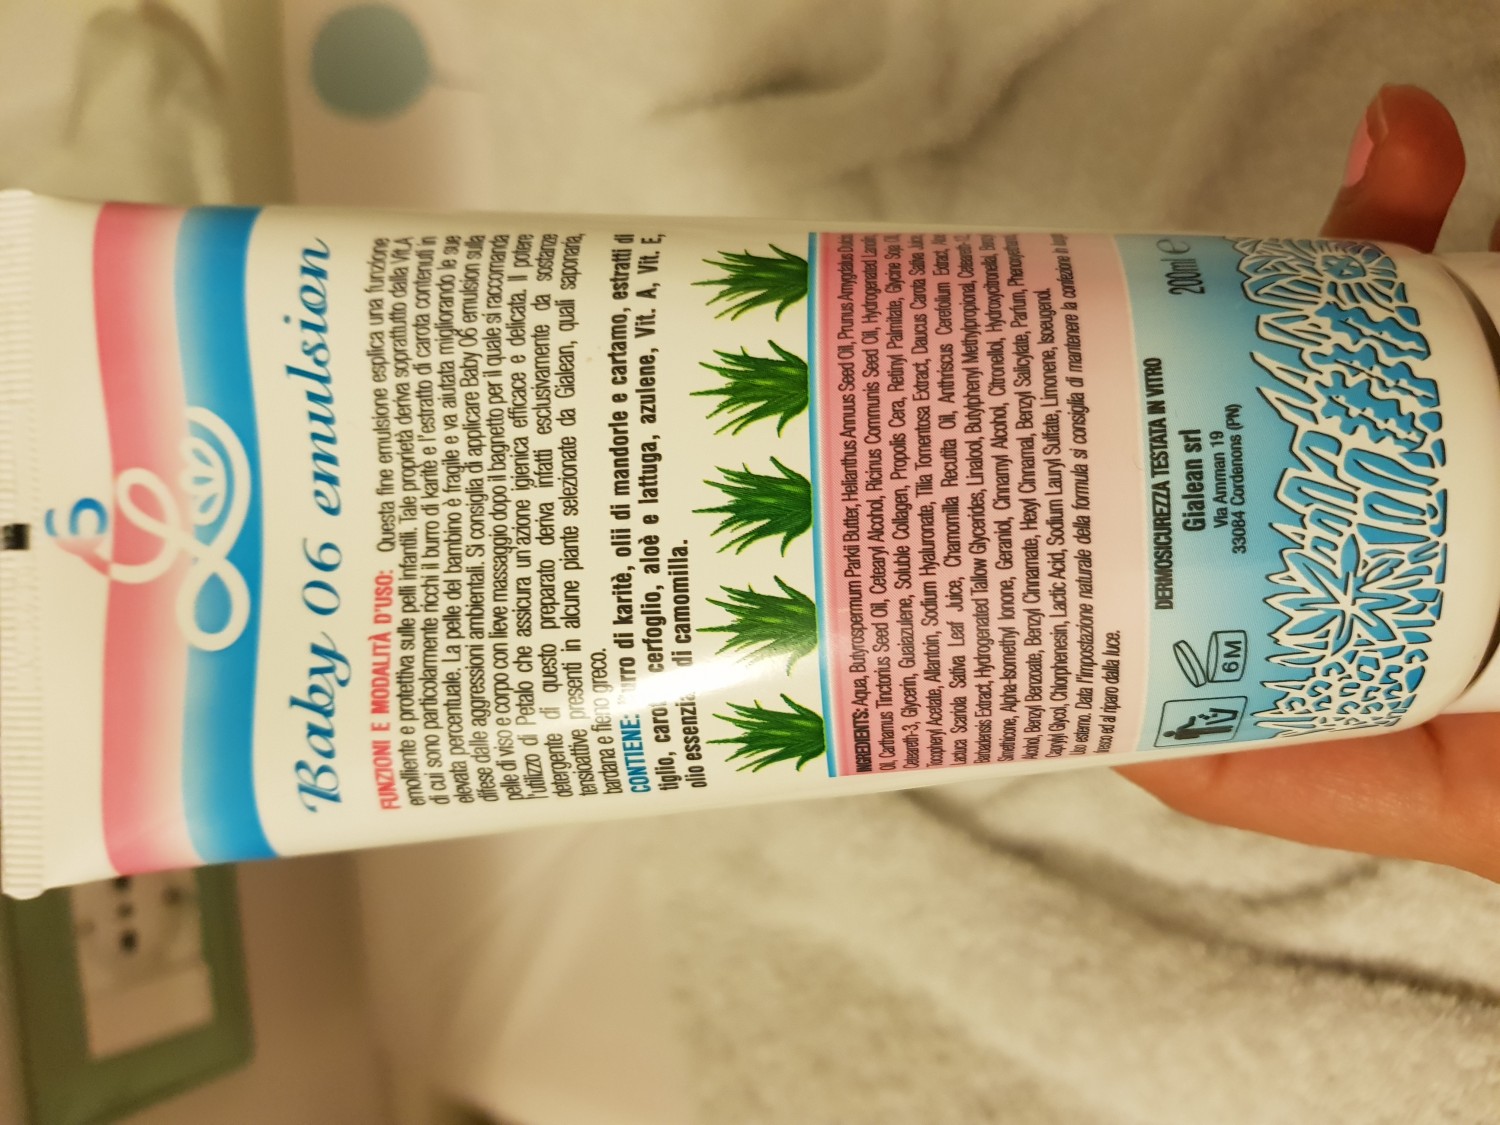 Baby 06 emulsion
FUNZIONI E MODALITÀ D'USO: Questa fine emulsione esplica una funzione
emolliente e protettiva sulle pelli infantili. Tale proprietà deriva soprattutto dalla Vit.A
di cui sono particolarmente ricchi il burro di karitè e l'estratto di carota contenuti in
elevata percentuale. La pelle del bambino è fragile e va aiutata migliorando le sue
difese dalle aggressioni ambientali. Si consiglia di applicare Baby 06 emulsion sulla
pelle di viso e corpo con lieve massaggio dopo il bagnetto per il quale si raccomanda
l'utilizzo di Petalo che assicura un'azione igienica efficace e delicata. Il potere
detergente di questo preparato deriva infatti esclusivamente da sostanze
tensioattive presenti in alcune piante selezionate da Gialean, quali saponaria,
bardana e fieno greco.
CONTIENE: burro di karitè, olii di mandorle e cartamo, estratti di
tiglio, carota, cerfoglio, aloè e lattuga, azulene, Vit. A, Vit. E,
olio essenziale di camomilla.
INGREDIENTS: Aqua, Butyrospermum Parkii Butter, Helianthus Annuus Seed Oil, Prunus Amygdalus Dulcis
Oil, Carthamus Tinctorius Seed Oil, Cetearyl Alcohol, Ricinus Communis Seed Oil, Hydrogenated Lanolin,
Ceteareth-3, Glycerin, Guaiazulene, Soluble Collagen, Propolis Cera, Retinyl Palmitate, Glycine Soja Oil,
Tocopheryl Acetate, Allantoin, Sodium Hyaluronate, Tilia Tomentosa Extract, Daucus Carota Sativa Juice,
Lactuca Scariola Sativa Leaf Juice, Chamomilla Recutita Oil, Anthriscus Cerefolium Extract, Aloe
Barbadensis Extract, Hydrogenated Tallow Glycerides, Linalool, Butylphenyl Methylpropional, Ceteareth-12,
Simethicone, Alpha-Isomethyl Ionone, Geraniol, Cinnamyl Alcohol, Citronellol, Hydroxycitronellal, Benzyl
Alcohol, Benzyl Benzoate, Benzyl Cinnamate, Hexyl Cinnamal, Benzyl Salicylate, Parfum, Phenoxyethanol,
Caprylyl Glycol, Chlorphenesin, Lactic Acid, Sodium Lauryl Sulfate, Limonene, Isoeugenol.
Uso esterno. Data l'impostazione naturale della formula si consiglia di mantenere la confezione in luogo
fresco ed al riparo dalla luce.
DERMOSICUREZZA TESTATA IN VITRO
6M
Gialean srl
200ml e
Via Amman 19
33084 Cordenons (PN)